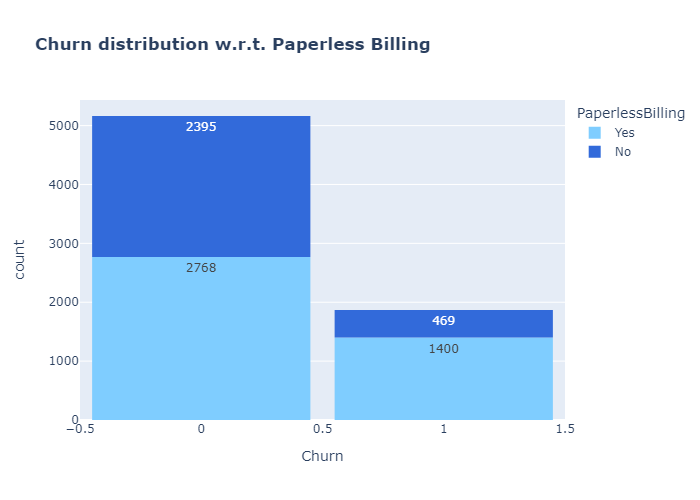 Churn distribution w.r.t. Paperless Billing
PaperlessBilling
Yes
No
count
5000
4000
3000
2000
1000
0
2395
2768
469
1400
−0.5
0
0.5
1
1.5
Churn